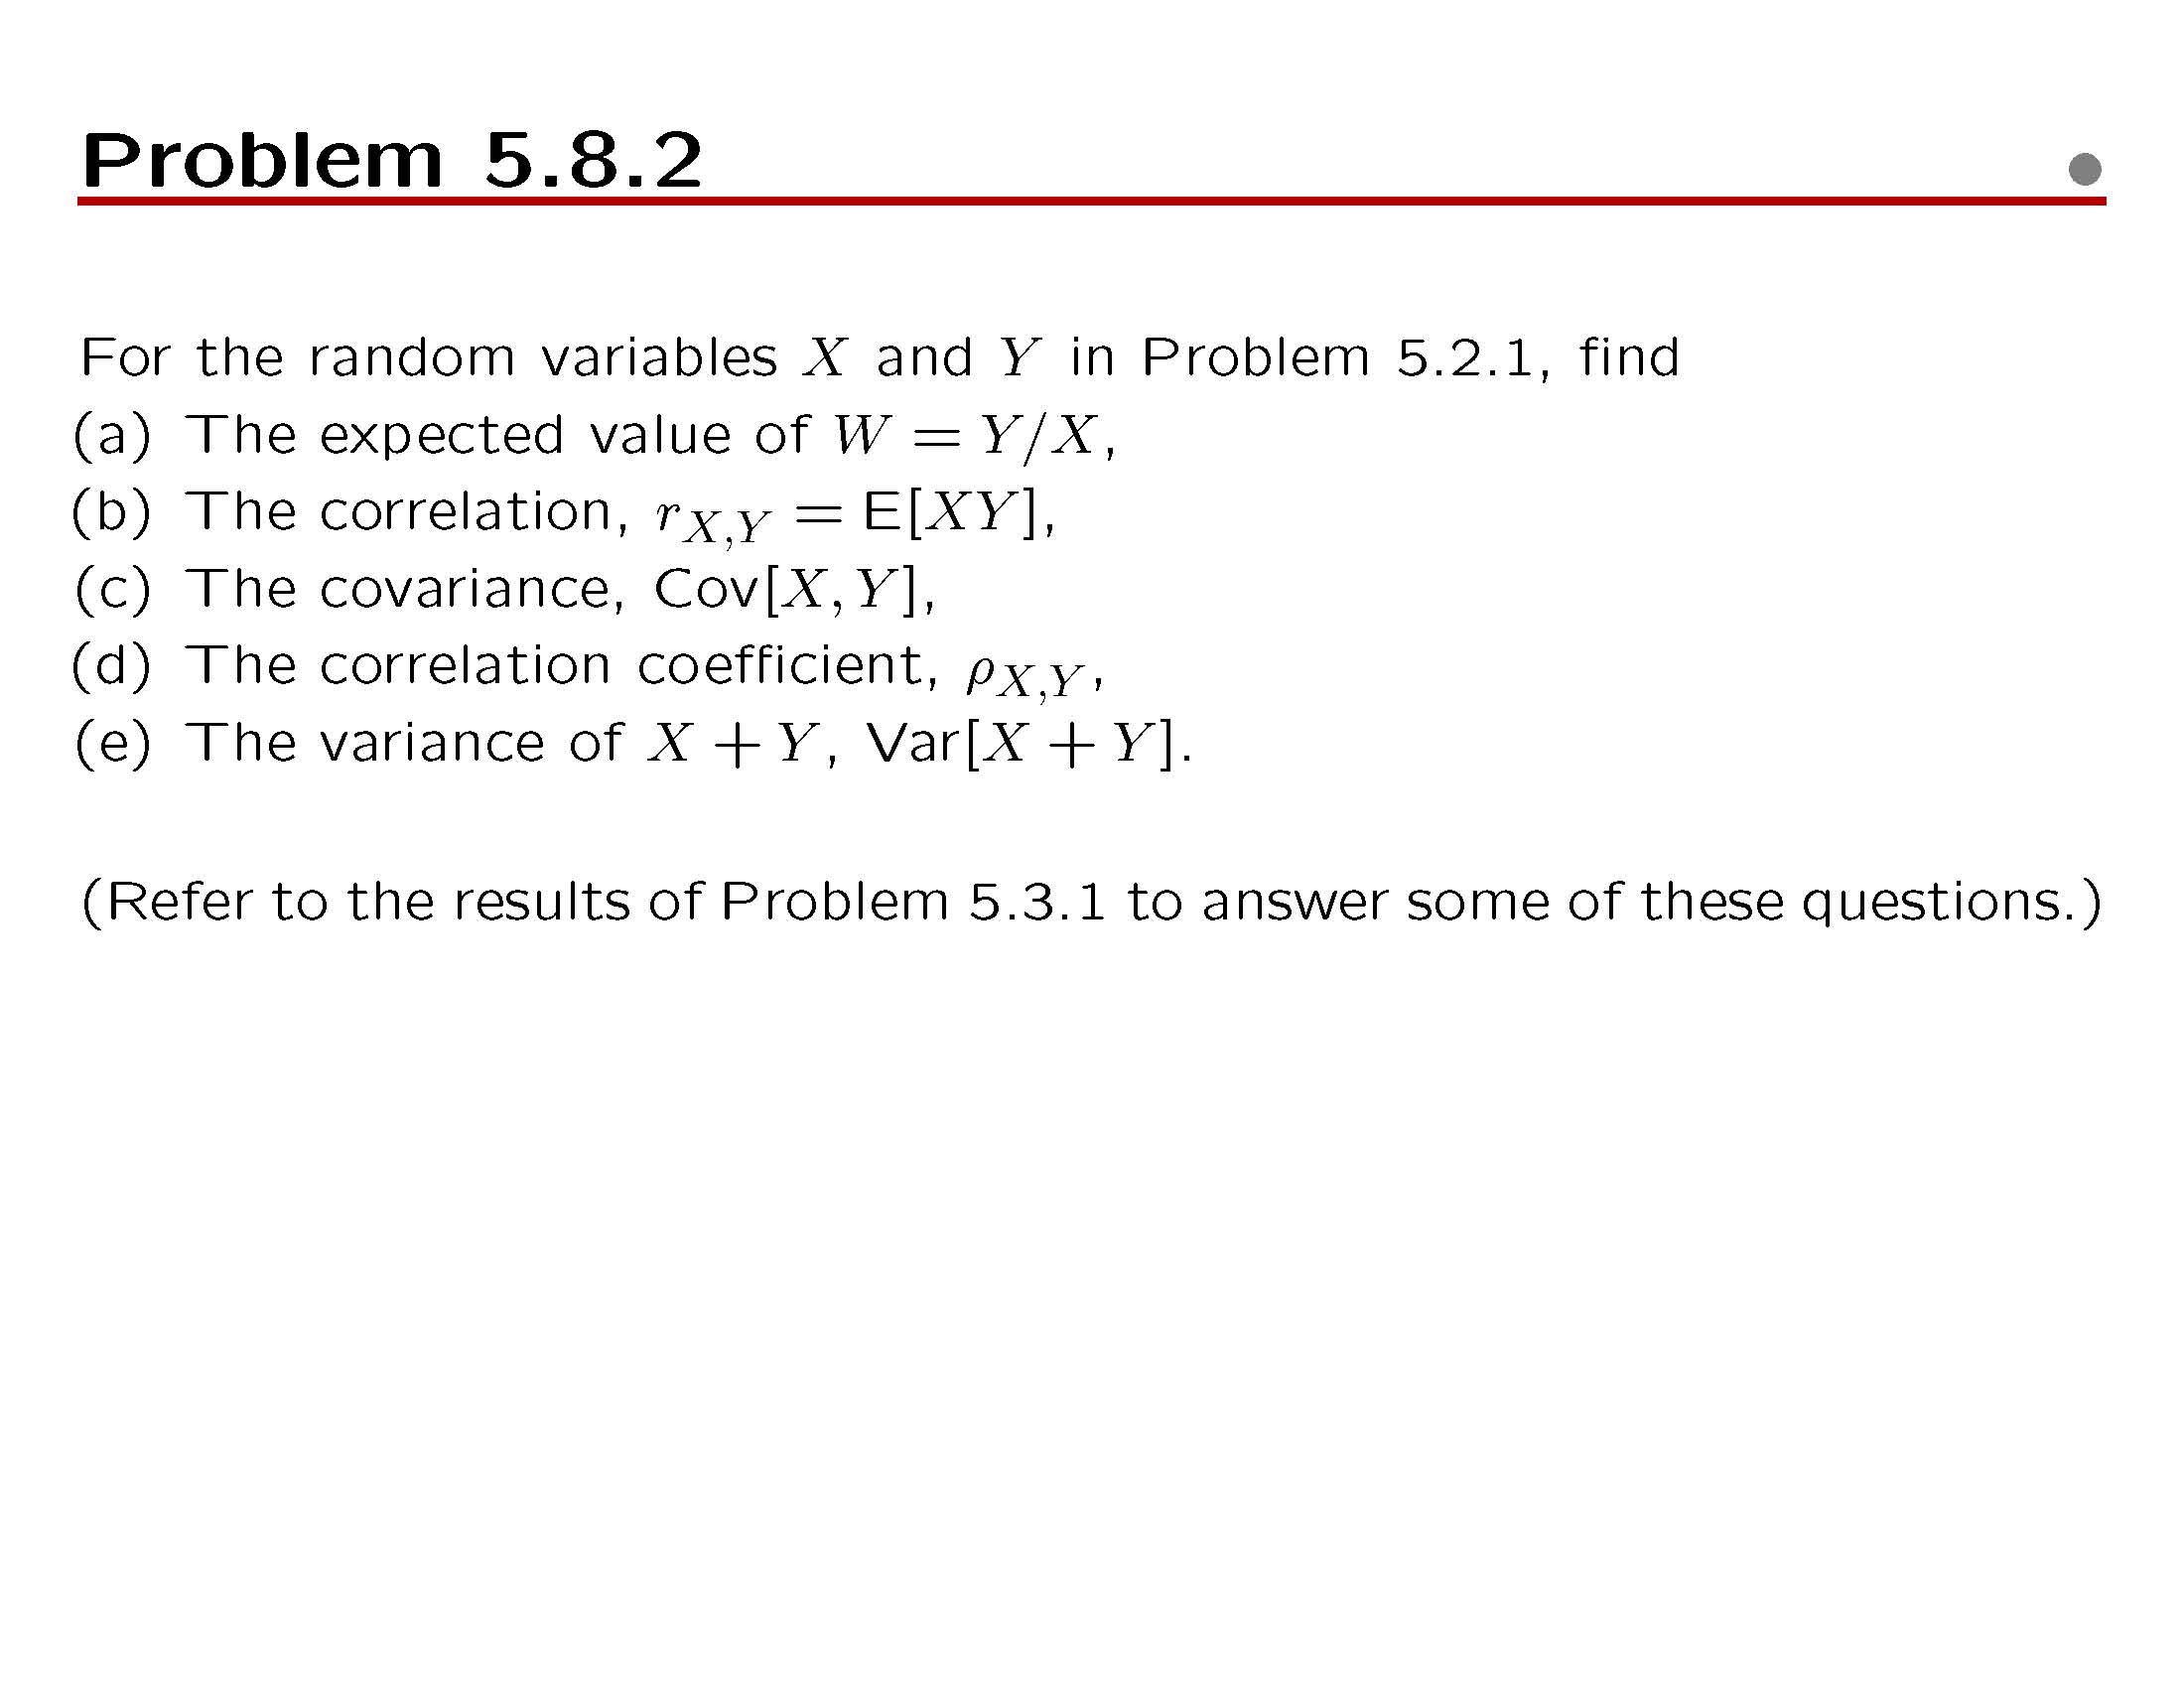 Problem 5.8.2
For the random variables X and Y in Problem 5.2.1, find
(a) The expected value of W = Y/X,
(b) The correlation, r_{X,Y} = E[XY],
(c) The covariance, Cov[X, Y],
(d) The correlation coefficient, ρ_{X,Y},
(e) The variance of X + Y, Var[X + Y].
(Refer to the results of Problem 5.3.1 to answer some of these questions.)